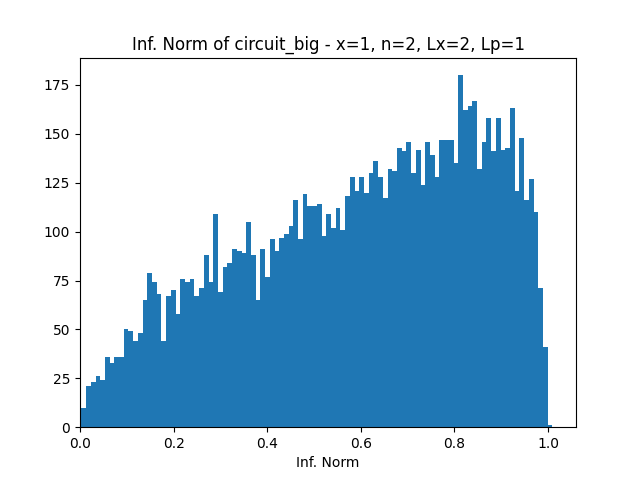 Inf. Norm of circuit_big - x=1, n=2, Lx=2, Lp=1
175
150
125
100
75
50
25
0
0.0 0.2 0.4 0.6 0.8 1.0
Inf. Norm